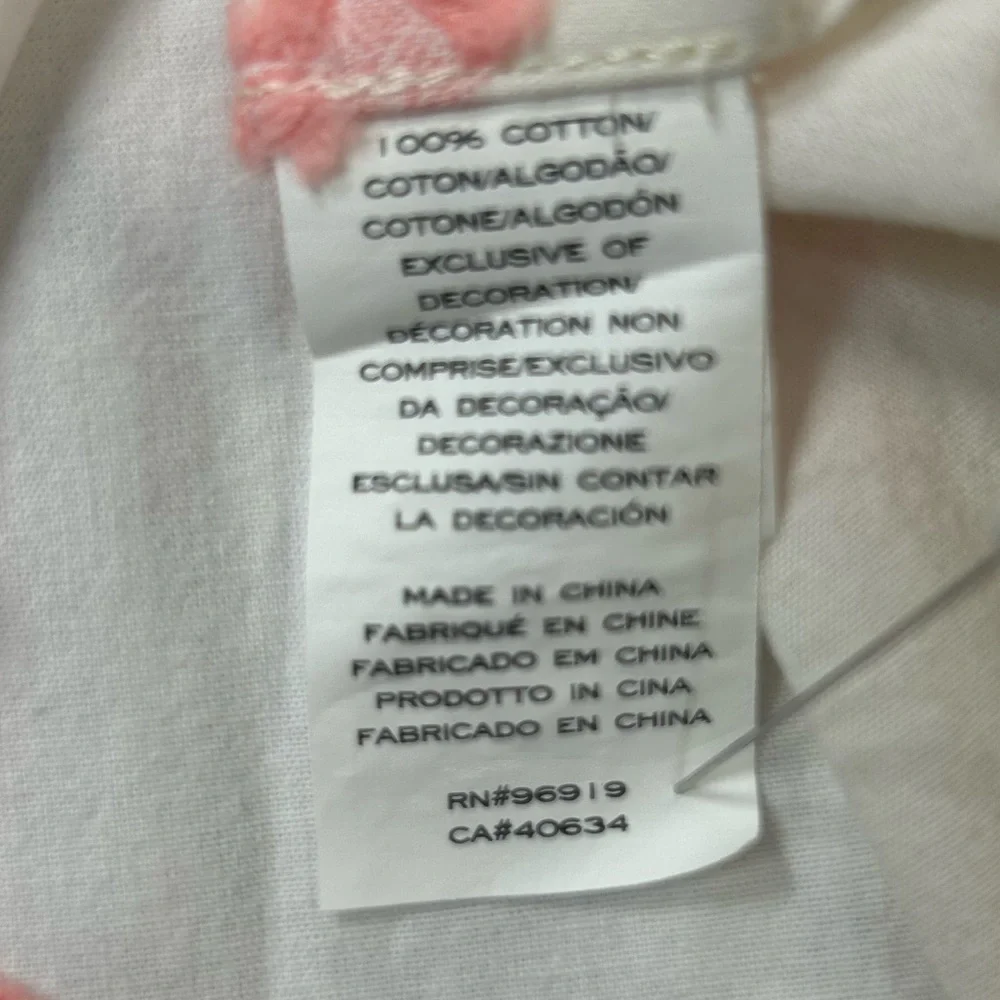 100% COTTON/
COTON/ALGODÃO/
COTONE/ALGODÓN
EXCLUSIVE OF
DECORATION/
DÉCORATION NON
COMPRISE/EXCLUSIVO
DA DECORAÇÃO/
DECORAZIONE
ESCLUSA/SIN CONTAR
LA DECORACIÓN
MADE IN CHINA
FABRIQUÉ EN CHINE
FABRICADO EM CHINA
PRODOTTO IN CINA
FABRICADO EN CHINA
RN#96919
CA#40634